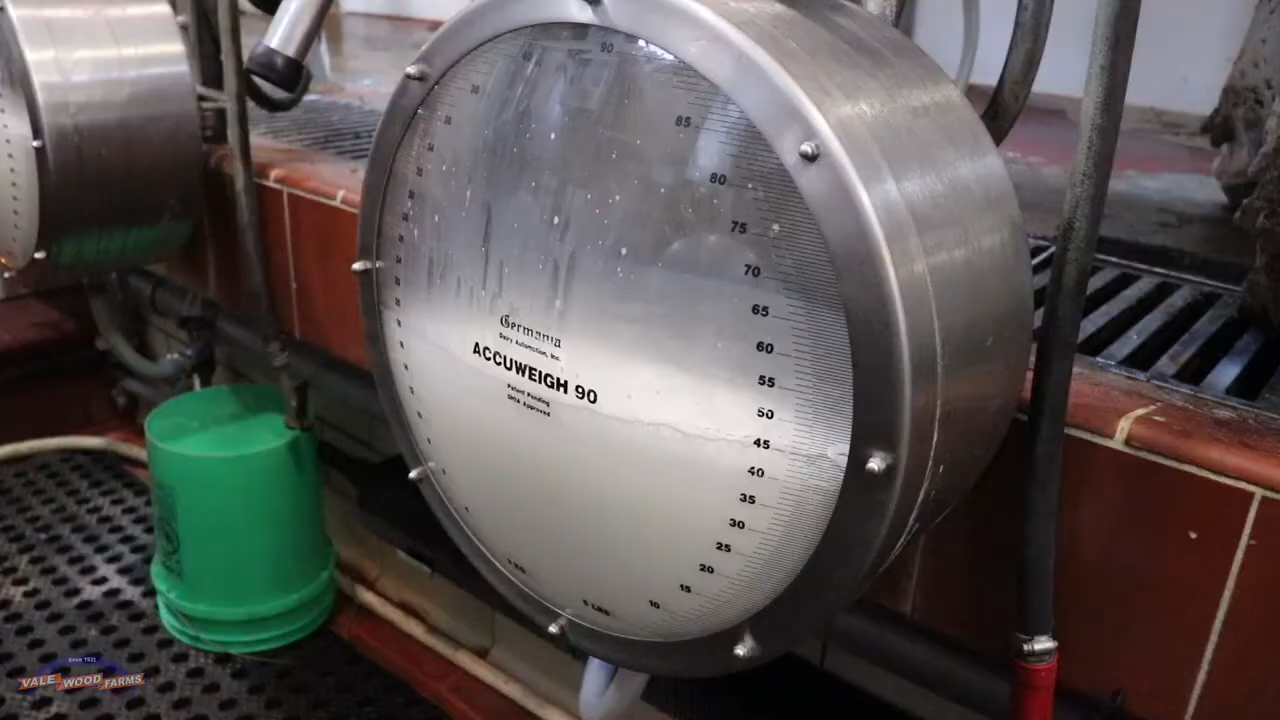 90
85
80
75
70
65
60
55
50
45
40
35
30
25
20
15
10
5 LBS
Germania
Dairy Automation, Inc.
ACCUWEIGH 90
Patent Pending
DHIA Approved
since 1933
VALE WOOD FARMS